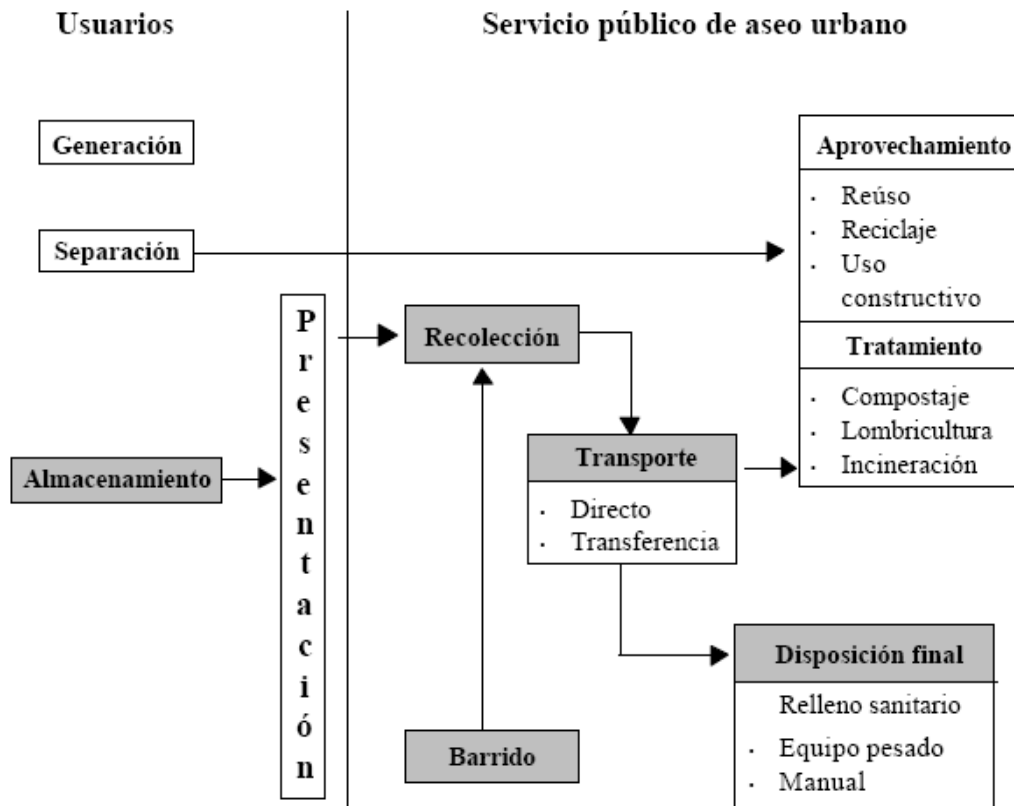 Usuarios
Servicio público de aseo urbano
Generación
Separación
Almacenamiento
Presentación
Recolección
Barrido
Transporte
· Directo
· Transferencia
Aprovechamiento
· Reúso
· Reciclaje
· Uso
constructivo
Tratamiento
· Compostaje
· Lombricultura
· Incineración
Disposición final
Relleno sanitario
· Equipo pesado
· Manual